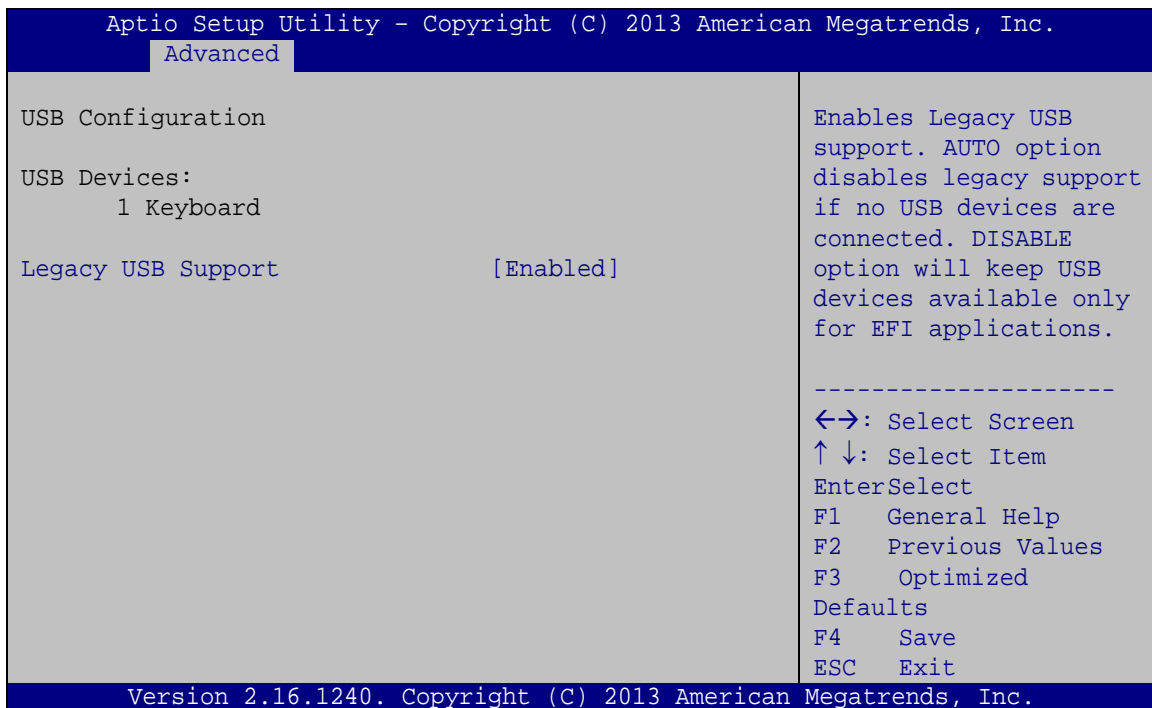 Aptio Setup Utility – Copyright (C) 2013 American Megatrends, Inc.
Advanced
USB Configuration
USB Devices:
1 Keyboard
Legacy USB Support [Enabled]
Enables Legacy USB
support. AUTO option
disables legacy support
if no USB devices are
connected. DISABLE
option will keep USB
devices available only
for EFI applications.
---------------------
←→: Select Screen
↑ ↓: Select Item
EnterSelect
F1 General Help
F2 Previous Values
F3 Optimized
Defaults
F4 Save
ESC Exit
Version 2.16.1240. Copyright (C) 2013 American Megatrends, Inc.